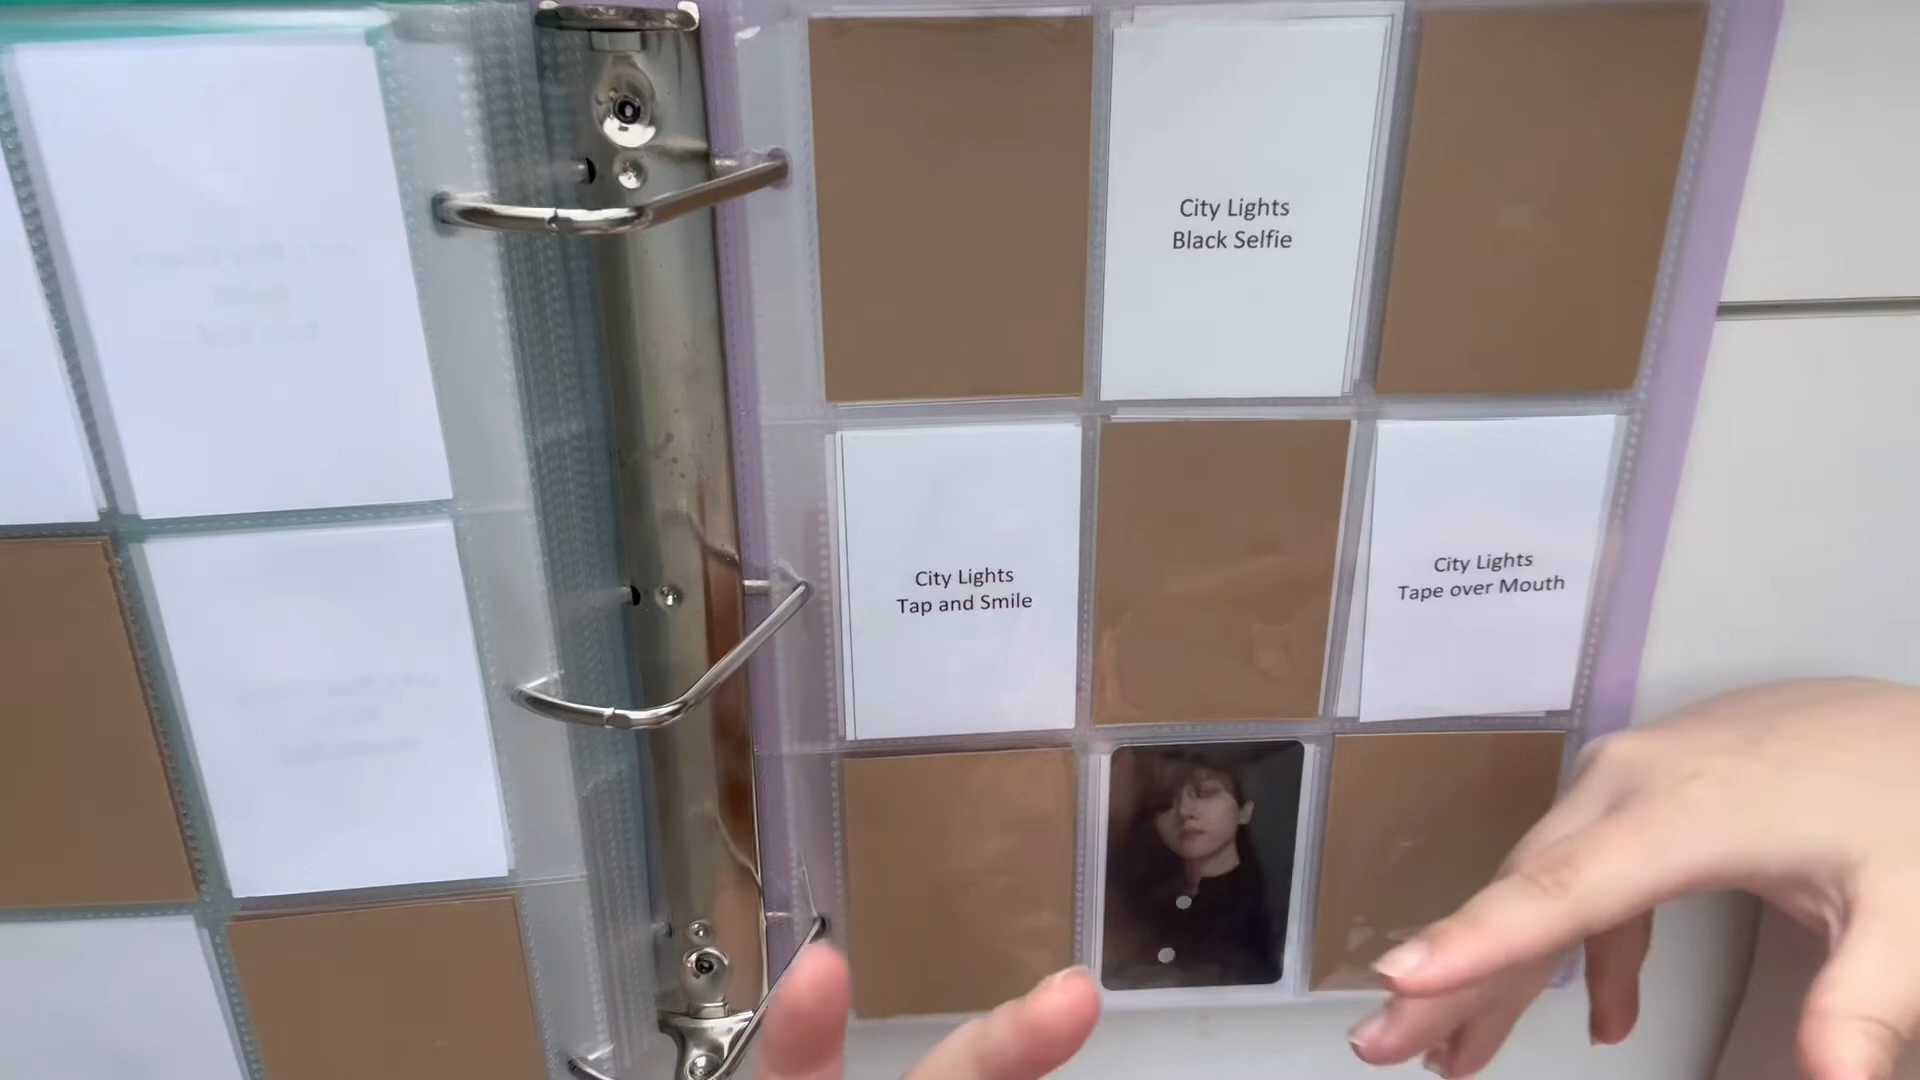 City Lights
Black Selfie
City Lights
Tap and Smile
City Lights
Tape over Mouth